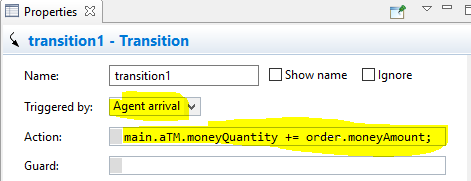 Properties
transition1 - Transition
Name: transition1 Show name Ignore
Triggered by: Agent arrival
Action: main.aTM.moneyQuantity += order.moneyAmount;
Guard: